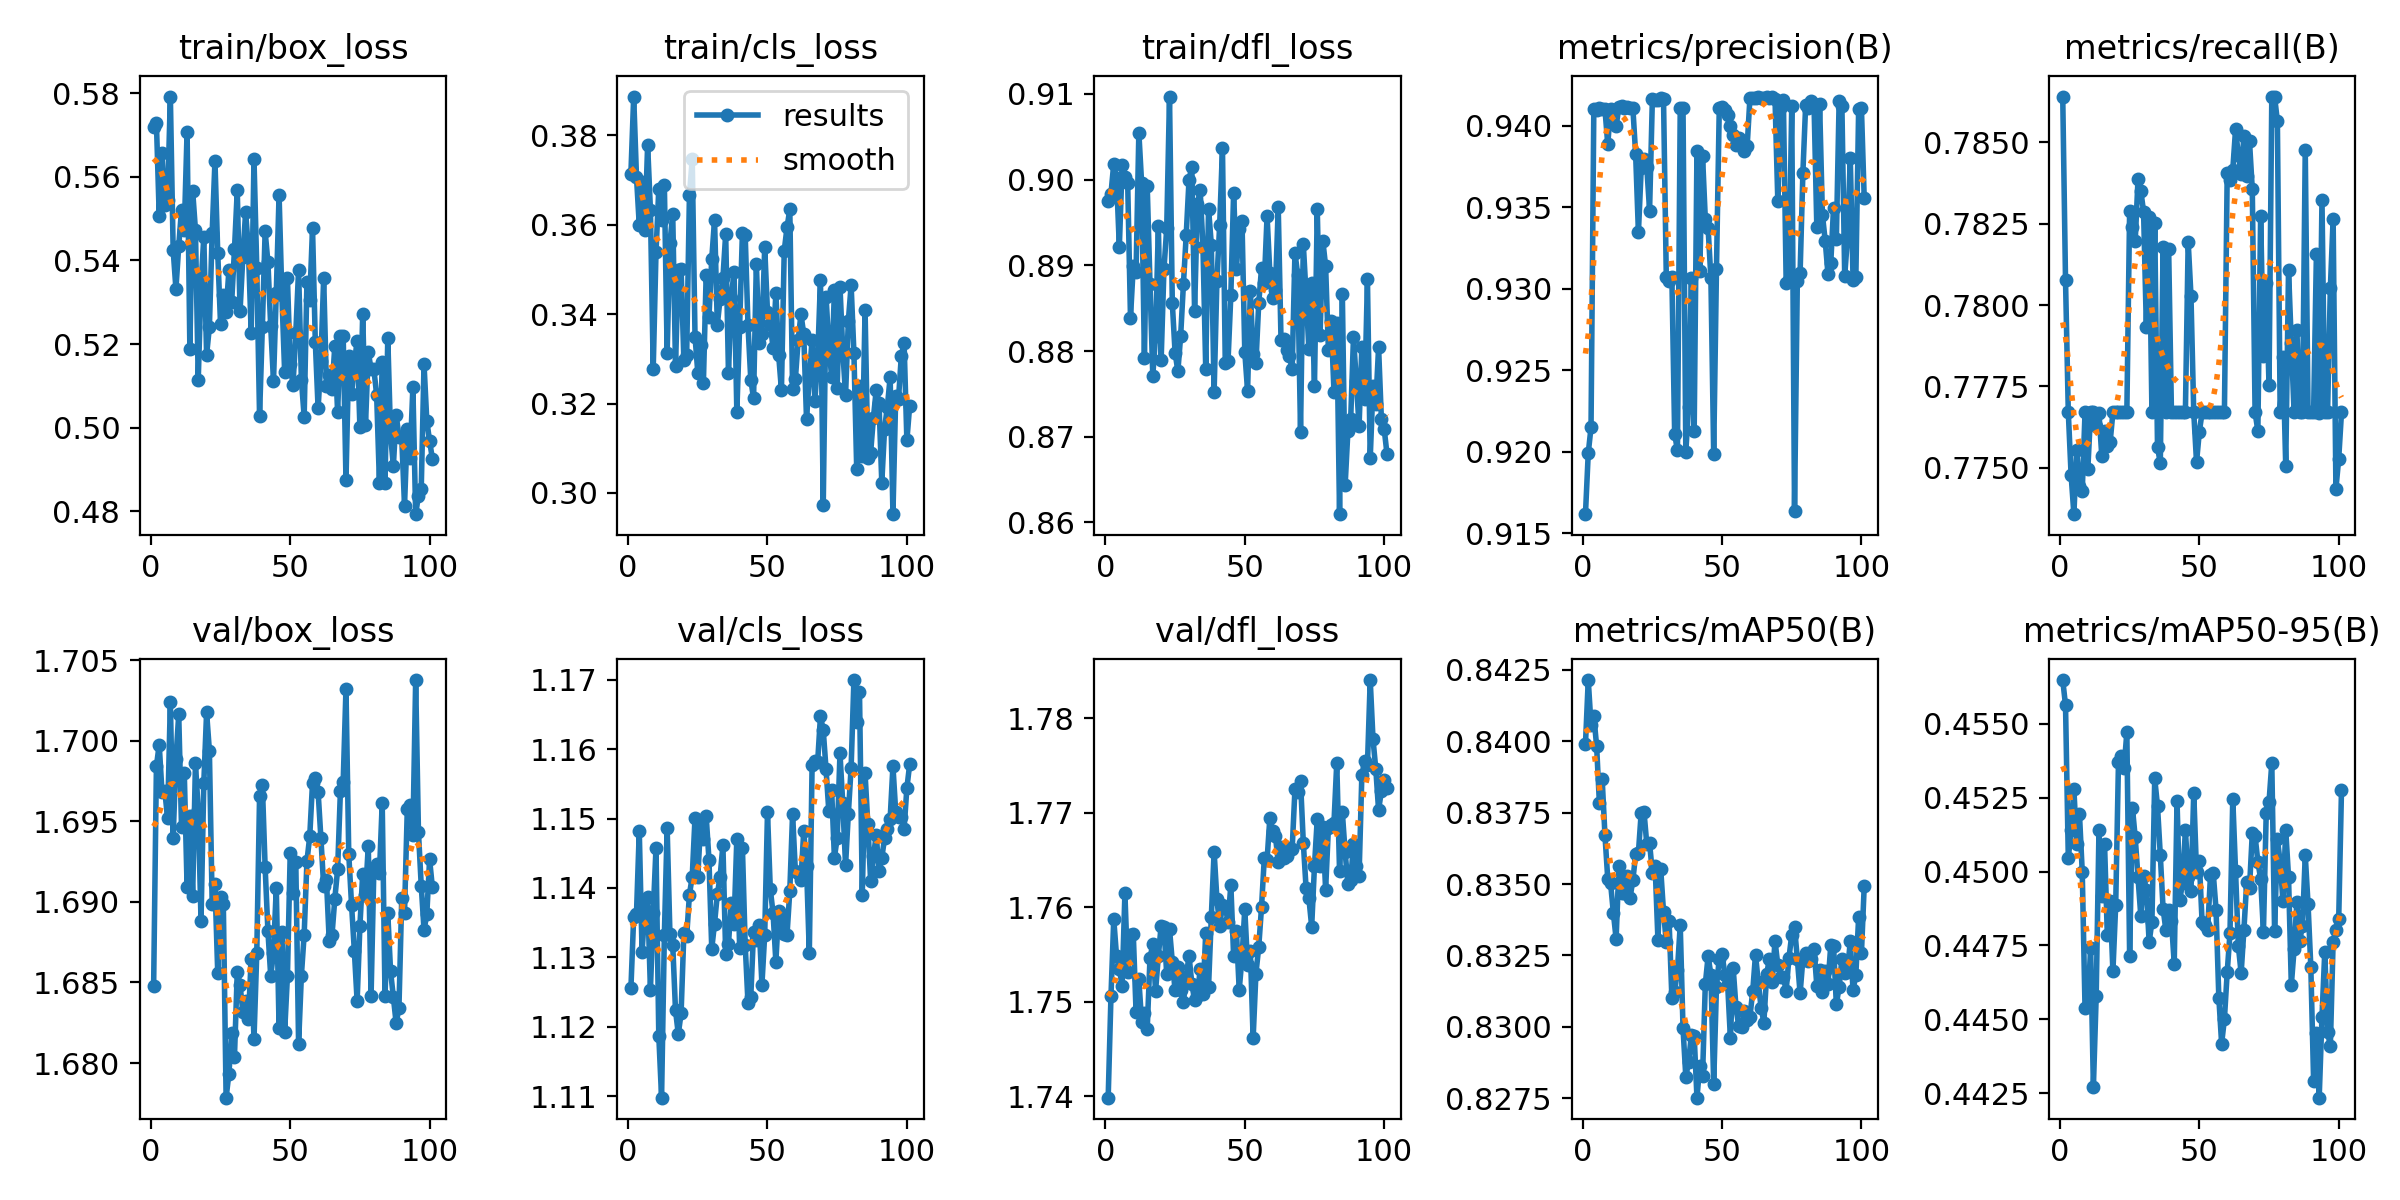 train/box_loss
0.58
0.56
0.54
0.52
0.50
0.48
0 50 100
train/cls_loss
results
smooth
0.38
0.36
0.34
0.32
0.30
0 50 100
train/dfl_loss
0.91
0.90
0.89
0.88
0.87
0.86
0 50 100
metrics/precision(B)
0.940
0.935
0.930
0.925
0.920
0.915
0 50 100
metrics/recall(B)
0.7850
0.7825
0.7800
0.7775
0.7750
0 50 100
val/box_loss
1.705
1.700
1.695
1.690
1.685
1.680
0 50 100
val/cls_loss
1.17
1.16
1.15
1.14
1.13
1.12
1.11
0 50 100
val/dfl_loss
1.78
1.77
1.76
1.75
1.74
0 50 100
metrics/mAP50(B)
0.8425
0.8400
0.8375
0.8350
0.8325
0.8300
0.8275
0 50 100
metrics/mAP50-95(B)
0.4550
0.4525
0.4500
0.4475
0.4450
0.4425
0 50 100